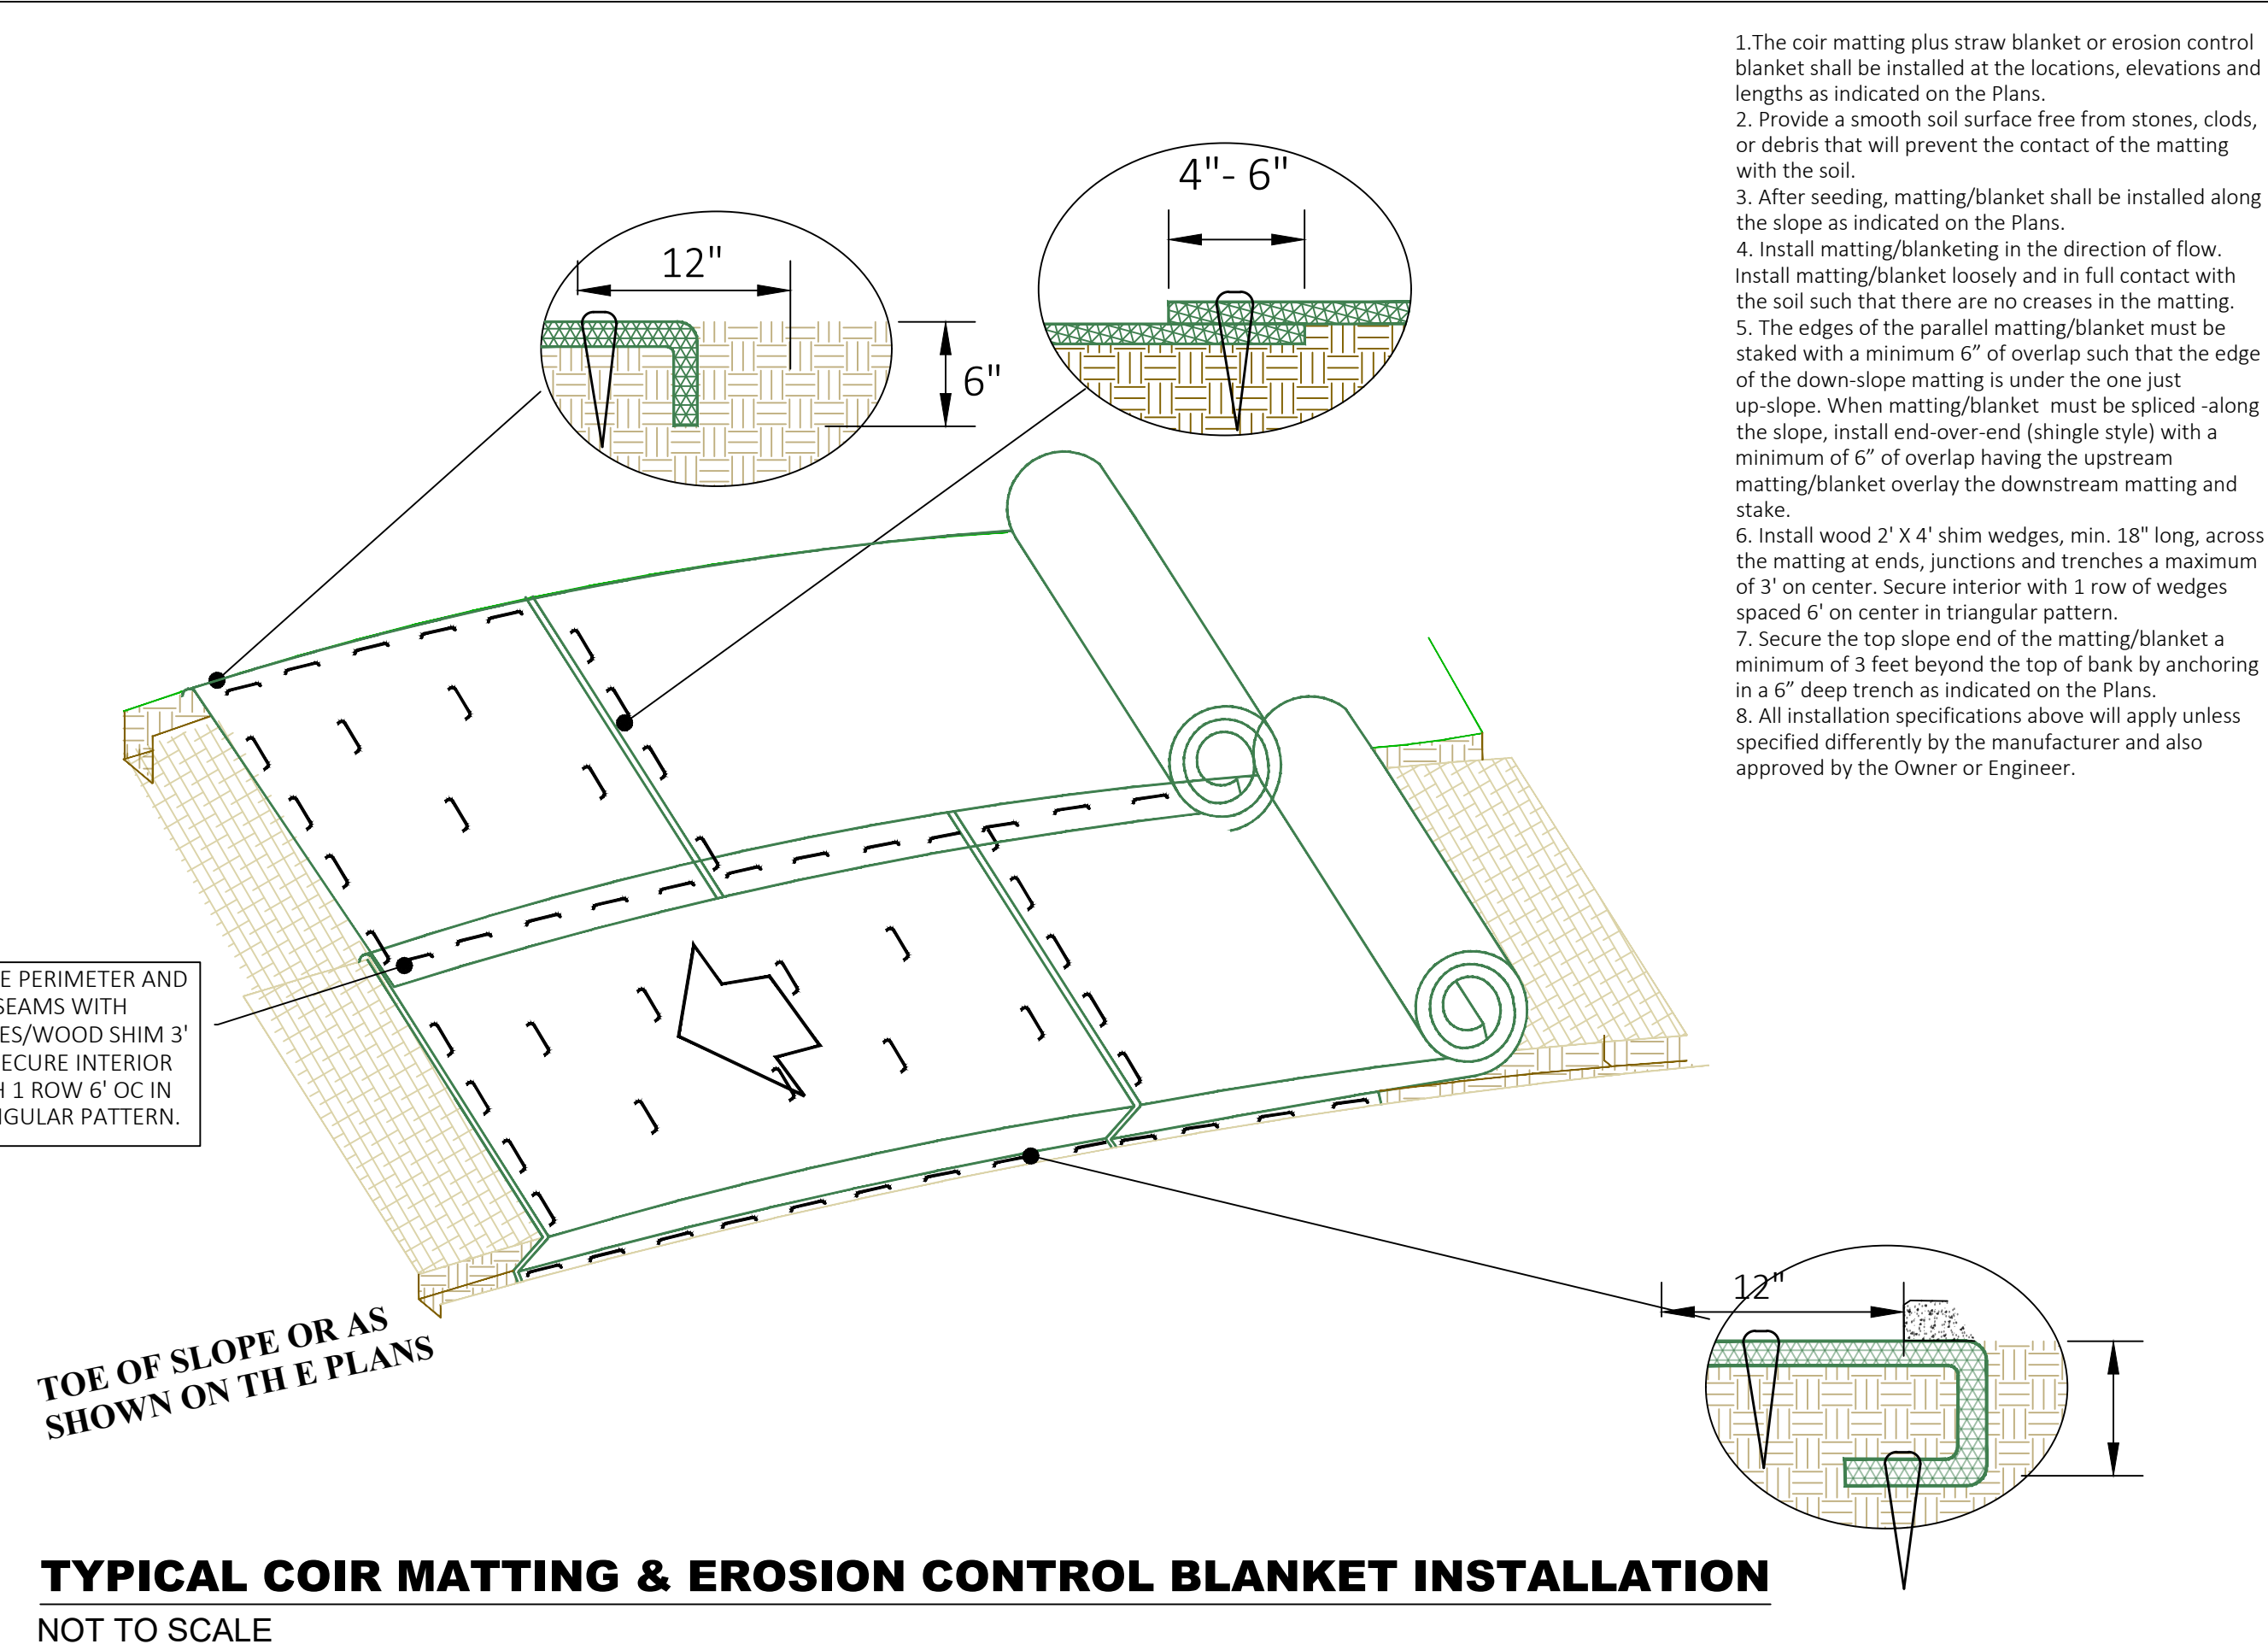 1.The coir matting plus straw blanket or erosion control
blanket shall be installed at the locations, elevations and
lengths as indicated on the Plans.
2. Provide a smooth soil surface free from stones, clods,
or debris that will prevent the contact of the matting
with the soil.
3. After seeding, matting/blanket shall be installed along
the slope as indicated on the Plans.
4. Install matting/blanketing in the direction of flow.
Install matting/blanket loosely and in full contact with
the soil such that there are no creases in the matting.
5. The edges of the parallel matting/blanket must be
staked with a minimum 6” of overlap such that the edge
of the down-slope matting is under the one just
up-slope. When matting/blanket must be spliced -along
the slope, install end-over-end (shingle style) with a
minimum of 6” of overlap having the upstream
matting/blanket overlay the downstream matting and
stake.
6. Install wood 2' X 4' shim wedges, min. 18" long, across
the matting at ends, junctions and trenches a maximum
of 3' on center. Secure interior with 1 row of wedges
spaced 6' on center in triangular pattern.
7. Secure the top slope end of the matting/blanket a
minimum of 3 feet beyond the top of bank by anchoring
in a 6” deep trench as indicated on the Plans.
8. All installation specifications above will apply unless
specified differently by the manufacturer and also
approved by the Owner or Engineer.
4"- 6"
12"
6"
E PERIMETER AND
SEAMS WITH
ES/WOOD SHIM 3'
ECURE INTERIOR
H 1 ROW 6' OC IN
NGULAR PATTERN.
12"
TOE OF SLOPE OR AS
SHOWN ON TH E PLANS
TYPICAL COIR MATTING & EROSION CONTROL BLANKET INSTALLATION
NOT TO SCALE